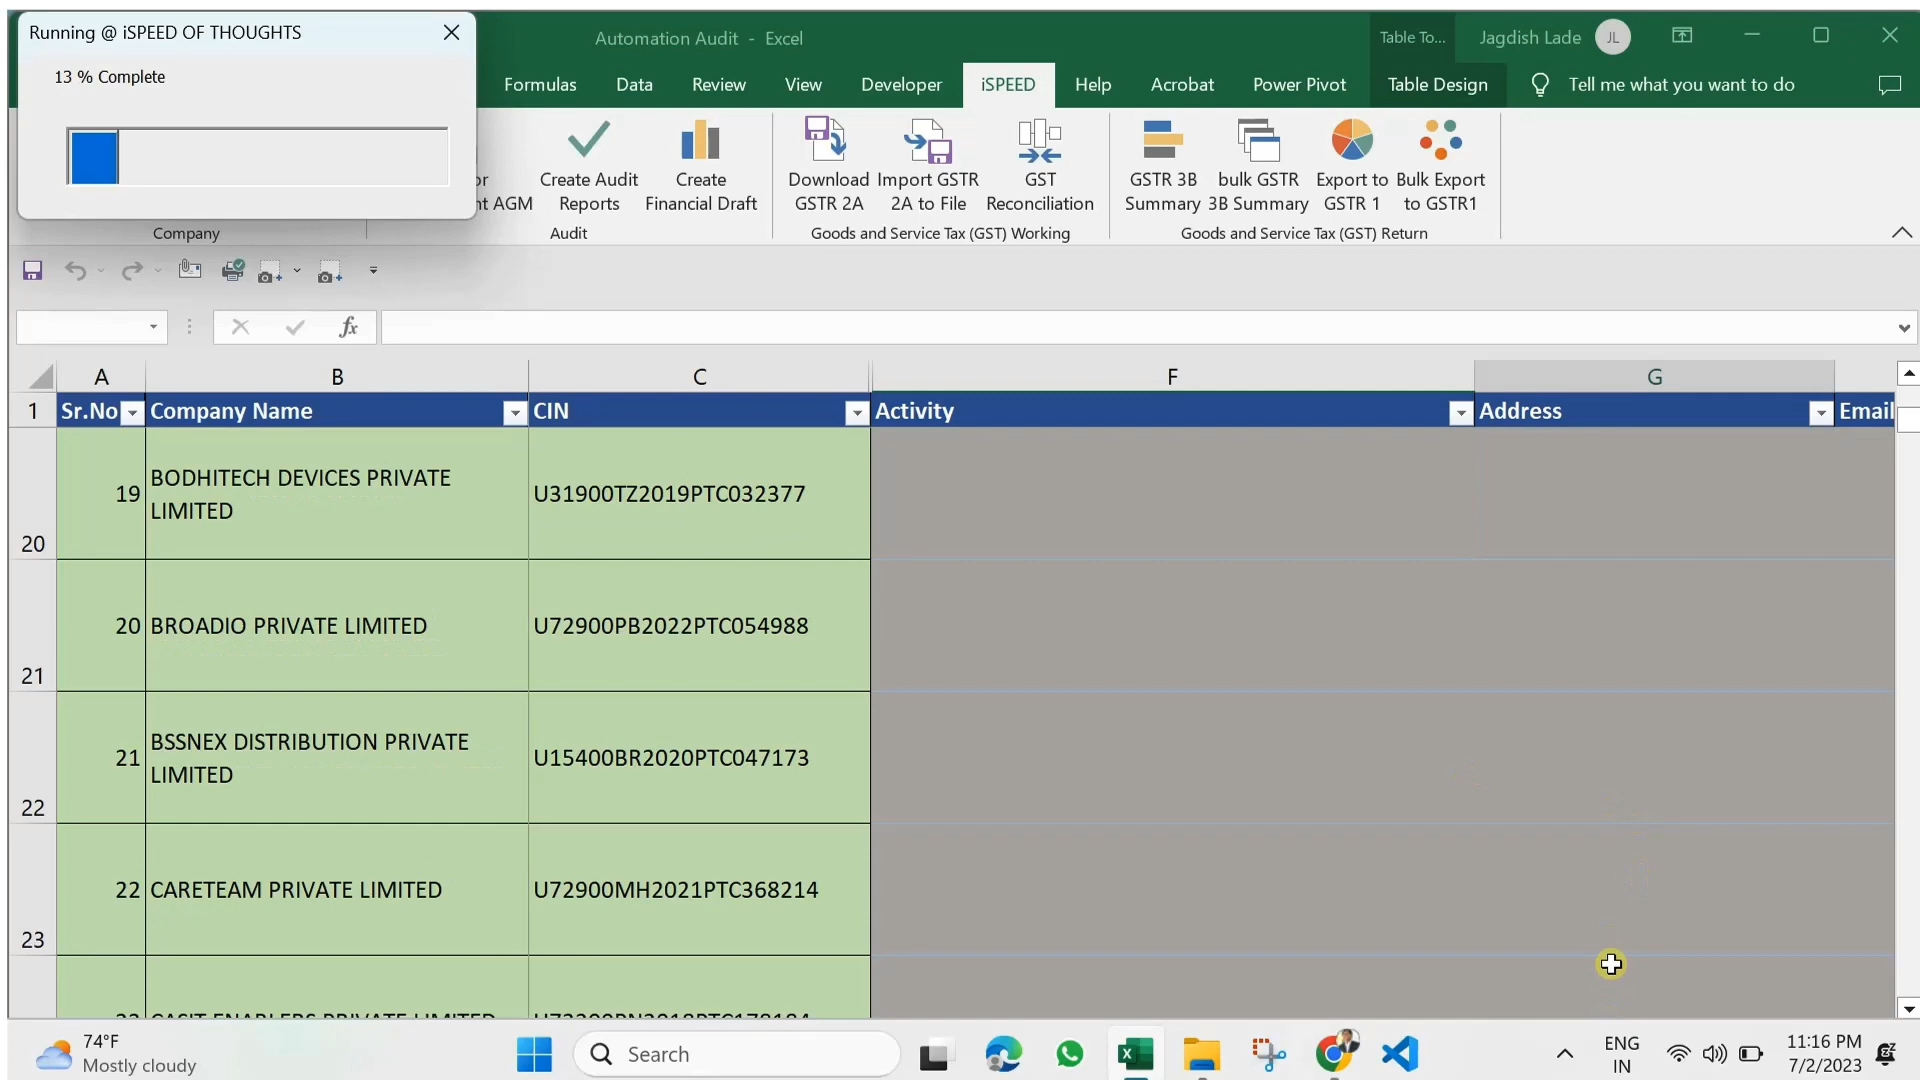 Running @ iSPEED OF THOUGHTS
13 % Complete
Automation Audit - Excel
Table To...
Jagdish Lade
JL
Formulas
Data
Review
View
Developer
iSPEED
Help
Acrobat
Power Pivot
Table Design
Tell me what you want to do
or
nt AGM
Create Audit
Reports
Create
Financial Draft
Download
GSTR 2A
Import GSTR
2A to File
GST
Reconciliation
GSTR 3B
Summary
bulk GSTR
3B Summary
Export to
GSTR 1
Bulk Export
to GSTR1
Company
Audit
Goods and Service Tax (GST) Working
Goods and Service Tax (GST) Return
fx
A B C F G
1 Sr.No Company Name CIN Activity Address Email
20 19 BODHITECH DEVICES PRIVATE
LIMITED
U31900TZ2019PTC032377
21 20 BROADIO PRIVATE LIMITED U72900PB2022PTC054988
22 21 BSSNEX DISTRIBUTION PRIVATE
LIMITED
U15400BR2020PTC047173
23 22 CARETEAM PRIVATE LIMITED U72900MH2021PTC368214
74°F
Mostly cloudy
Search
ENG
IN
11:16 PM
7/2/2023